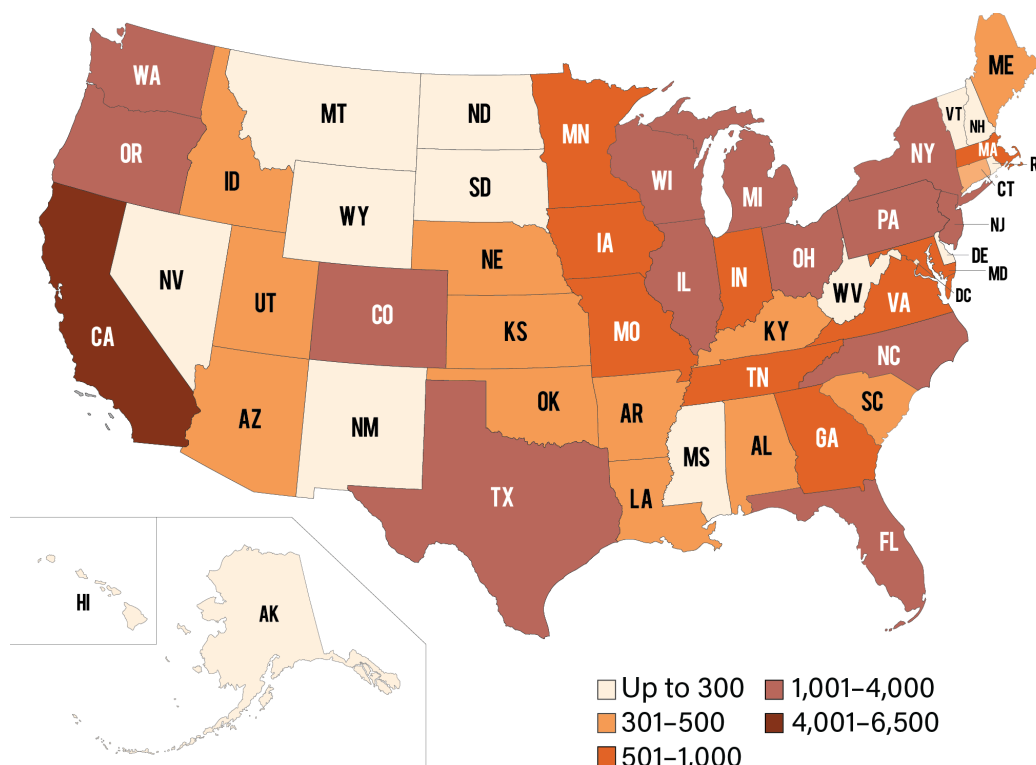 WA
MT
ND
MN
ME
VT
NH
OR
ID
SD
WI
MI
NY
MA
R
CT
WY
NE
IA
PA
NJ
NV
UT
CO
IL
IN
OH
DE
MD
DC
WV
VA
CA
KS
MO
KY
NC
AZ
NM
OK
AR
TN
SC
TX
LA
MS
AL
GA
FL
HI
AK
Up to 300
301–500
501–1,000
1,001–4,000
4,001–6,500